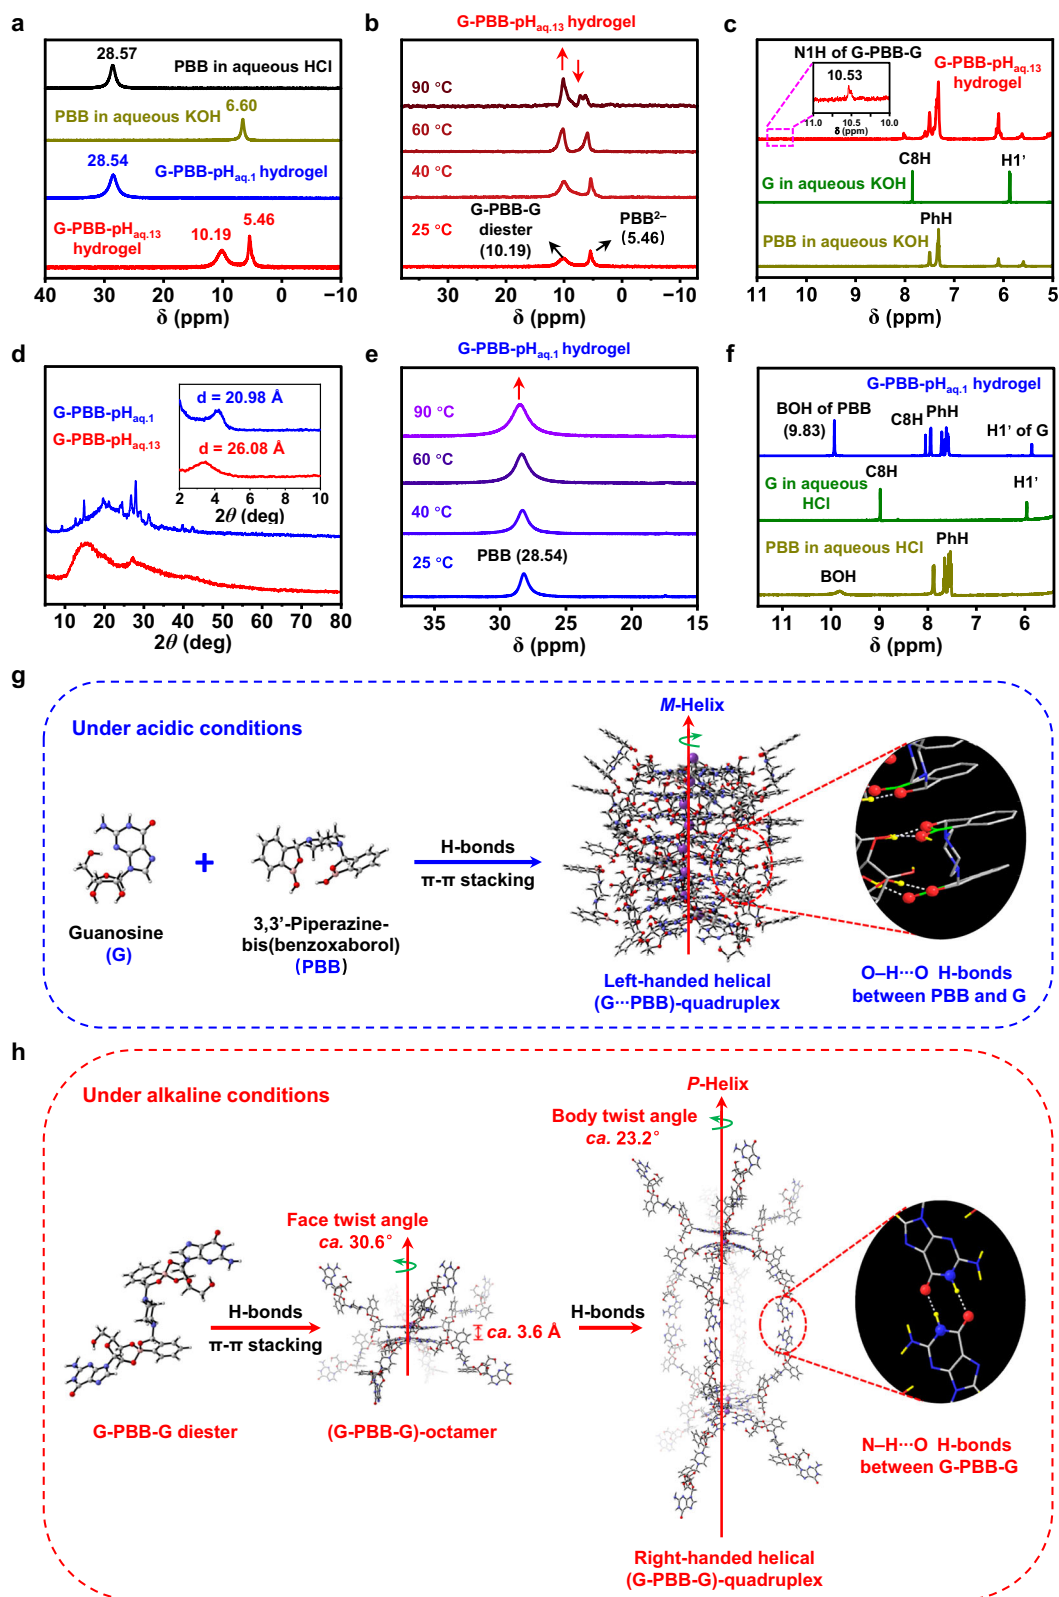 a
28.57
PBB in aqueous HCl
6.60
PBB in aqueous KOH
28.54
G-PBB-pHaq.1 hydrogel
G-PBB-pHaq.13
hydrogel
10.19
5.46
40 30 20 10 0 −10
δ (ppm)
b
G-PBB-pHaq.13 hydrogel
90 °C
60 °C
40 °C
25 °C
G-PBB-G
diester
(10.19)
PBB2−
(5.46)
30 20 10 0 −10
δ (ppm)
c
N1H of G-PBB-G
10.53
11.0 10.5 10.0
δ (ppm)
G-PBB-pHaq.13
hydrogel
C8H
H1'
G in aqueous KOH
PhH
PBB in aqueous KOH
11 10 9 8 7 6 5
δ (ppm)
d
G-PBB-pHaq.1
G-PBB-pHaq.13
d = 20.98 Å
d = 26.08 Å
2 4 6 8 10
2θ (deg)
10 20 30 40 50 60 70 80
2θ (deg)
e
G-PBB-pHaq.1 hydrogel
90 °C
60 °C
40 °C
25 °C
PBB (28.54)
35 30 25 20 15
δ (ppm)
f
G-PBB-pHaq.1 hydrogel
BOH of PBB
(9.83)
C8H
PhH
H1' of G
C8H
G in aqueous
HCl
H1'
PhH
PBB in aqueous HCl
BOH
11 10 9 8 7 6
δ (ppm)
g
Under acidic conditions
M-Helix
Guanosine
(G)
+
3,3'-Piperazine-
bis(benzoxaborol)
(PBB)
H-bonds
π-π stacking
Left-handed helical
(G···PBB)-quadruplex
O–H···O H-bonds
between PBB and G
h
Under alkaline conditions
P-Helix
Body twist angle
ca. 23.2°
Face twist angle
ca. 30.6°
H-bonds
π-π stacking
ca. 3.6 Å
H-bonds
G-PBB-G diester
(G-PBB-G)-octamer
N–H···O H-bonds
between G-PBB-G
Right-handed helical
(G-PBB-G)-quadruplex